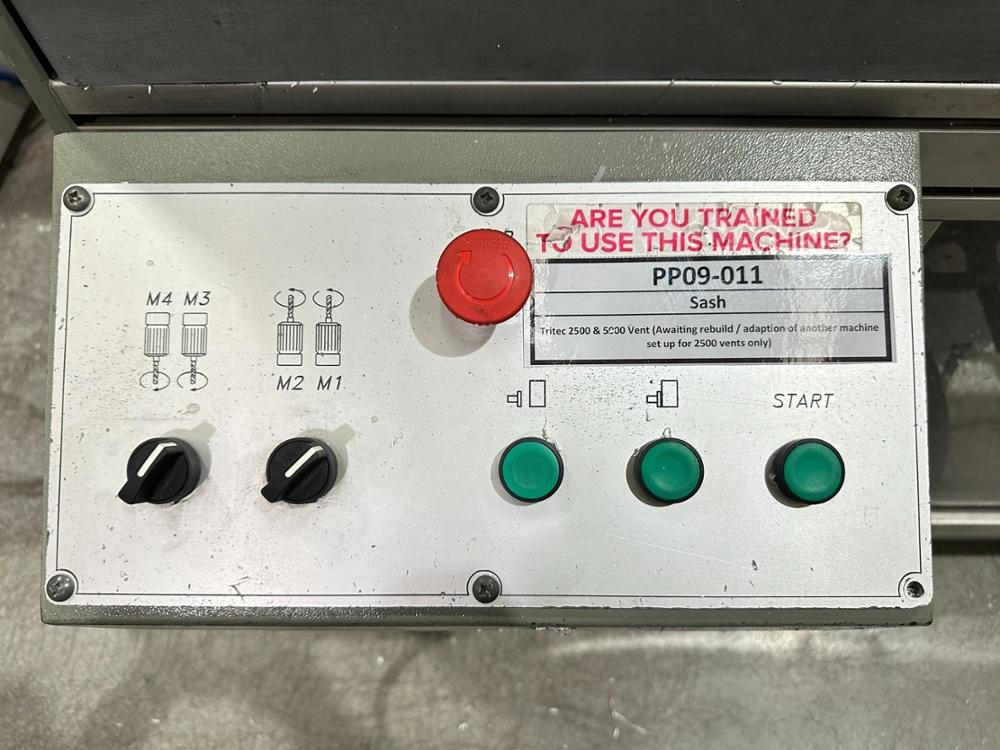 ARE YOU TRAINED
TO USE THIS MACHINE?
PP09-011
Sash
Tritec 2500 & 5000 Vent (Awaiting rebuild / adaption of another machine
set up for 2500 vents only)
M4 M3
M2 M1
START